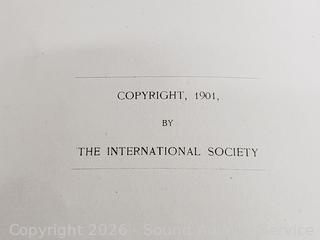 COPYRIGHT, 1901,
BY
THE INTERNATIONAL SOCIETY
Copyright 2026 - Sound Auction Service